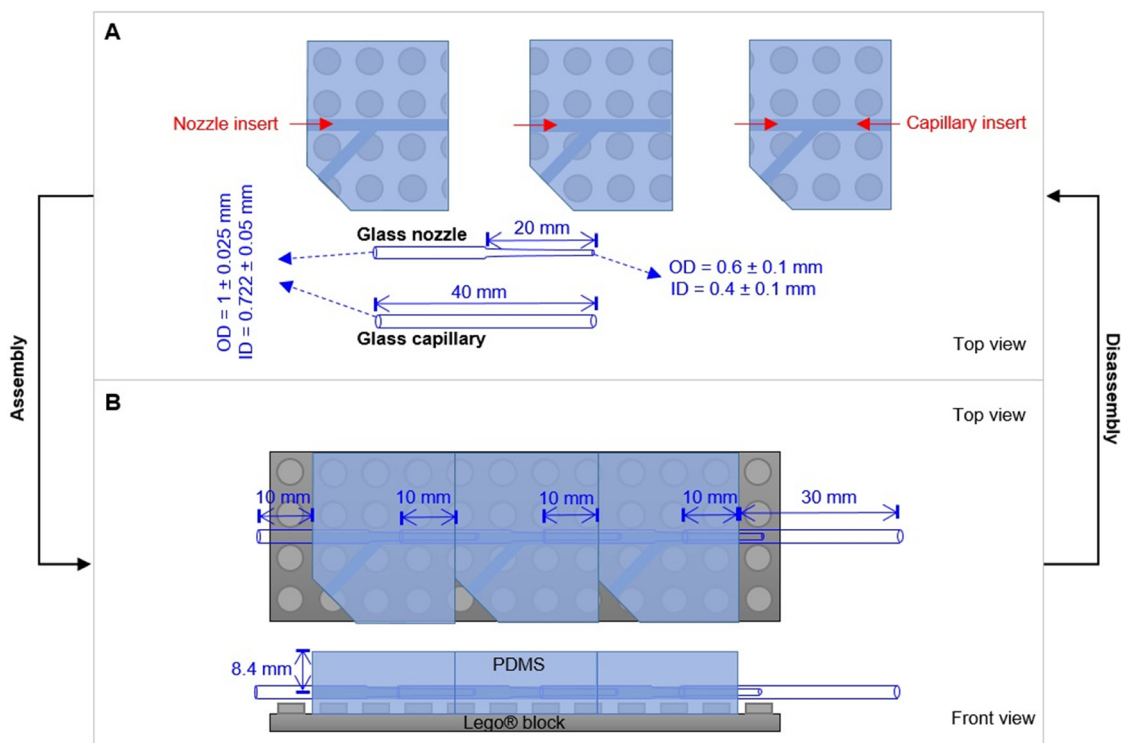 A
Nozzle insert
Capillary insert
OD = 1 ± 0.025 mm
ID = 0.722 ± 0.05 mm
Glass nozzle
20 mm
OD = 0.6 ± 0.1 mm
ID = 0.4 ± 0.1 mm
40 mm
Glass capillary
Top view
Assembly
Disassembly
B
Top view
10 mm
10 mm
10 mm
10 mm
30 mm
8.4 mm
PDMS
Lego® block
Front view